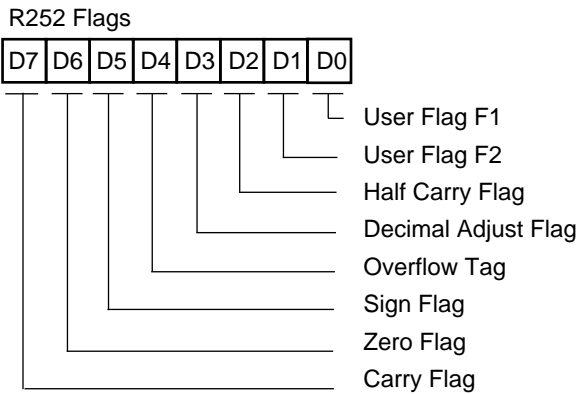 R252 Flags
D7 D6 D5 D4 D3 D2 D1 D0
User Flag F1
User Flag F2
Half Carry Flag
Decimal Adjust Flag
Overflow Tag
Sign Flag
Zero Flag
Carry Flag